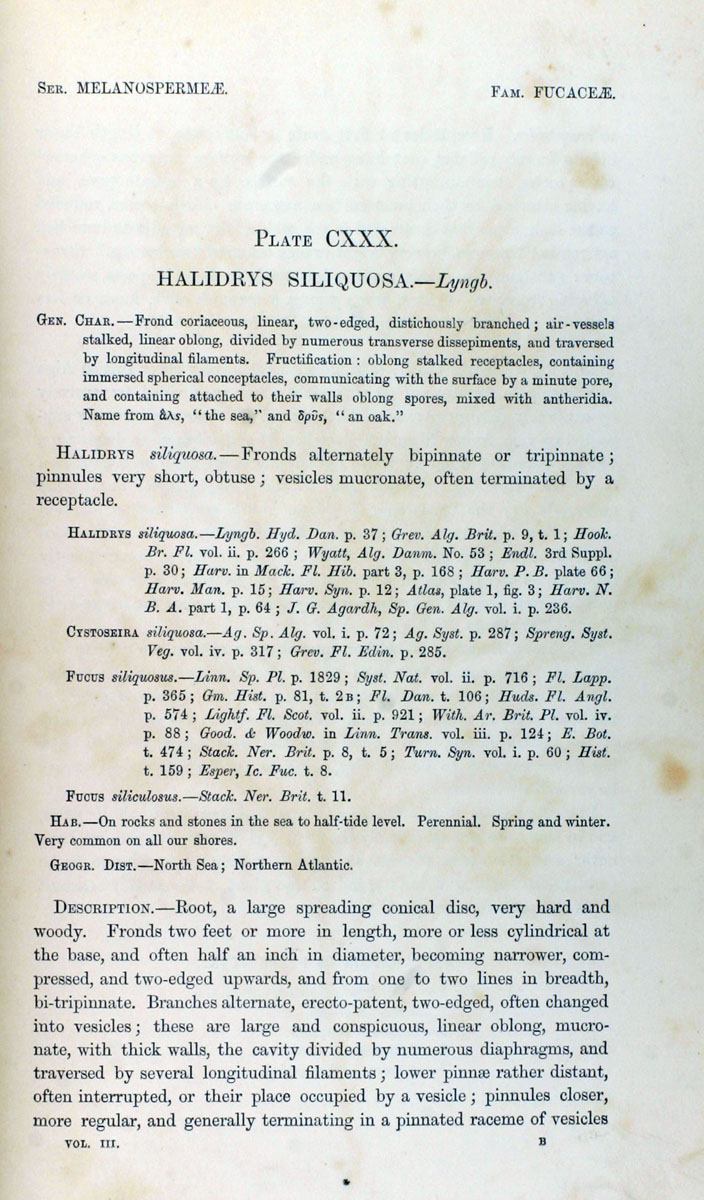 Ser. MELANOSPERMEÆ. Fam. FUCACEÆ.
Plate CXXX.
HALIDRYS SILIQUOSA.—Lyngb.
Gen. Char.—Frond coriaceous, linear, two-edged, distichously branched; air-vessels
stalked, linear oblong, divided by numerous transverse dissepiments, and traversed
by longitudinal filaments. Fructification: oblong stalked receptacles, containing
immersed spherical conceptacles, communicating with the surface by a minute pore,
and containing attached to their walls oblong spores, mixed with antheridia.
Name from ἅλς, “the sea,” and δρῦς, “an oak.”
Halidrys siliquosa.—Fronds alternately bipinnate or tripinnate;
pinnules very short, obtuse; vesicles mucronate, often terminated by a
receptacle.
Halidrys siliquosa.—Lyngb. Hyd. Dan. p. 37; Grev. Alg. Brit. p. 9, t. 1; Hook.
Br. Fl. vol. ii. p. 266; Wyatt, Alg. Danm. No. 53; Endl. 3rd Suppl.
p. 30; Harv. in Mack. Fl. Hib. part 3, p. 168; Harv. P. B. plate 66;
Harv. Man. p. 15; Harv. Syn. p. 12; Atlas, plate 1, fig. 3; Harv. N.
B. A. part 1, p. 64; J. G. Agardh, Sp. Gen. Alg. vol. i. p. 236.
Cystoseira siliquosa.—Ag. Sp. Alg. vol. i. p. 72; Ag. Syst. p. 287; Spreng. Syst.
Veg. vol. iv. p. 317; Grev. Fl. Edin. p. 285.
Fucus siliquosus.—Linn. Sp. Pl. p. 1829; Syst. Nat. vol. ii. p. 716; Fl. Lapp.
p. 365; Gm. Hist. p. 81, t. 2b; Fl. Dan. t. 106; Huds. Fl. Angl.
p. 574; Lightf. Fl. Scot. vol. ii. p. 921; With. Ar. Brit. Pl. vol. iv.
p. 88; Good. & Woodw. in Linn. Trans. vol. iii. p. 124; E. Bot.
t. 474; Stack. Ner. Brit. p. 8, t. 5; Turn. Syn. vol. i. p. 60; Hist.
t. 159; Esper, Ic. Fuc. t. 8.
Fucus siliculosus.—Stack. Ner. Brit. t. 11.
Hab.—On rocks and stones in the sea to half-tide level. Perennial. Spring and winter.
Very common on all our shores.
Geogr. Dist.—North Sea; Northern Atlantic.
Description.—Root, a large spreading conical disc, very hard and
woody. Fronds two feet or more in length, more or less cylindrical at
the base, and often half an inch in diameter, becoming narrower, com-
pressed, and two-edged upwards, and from one to two lines in breadth,
bi-tripinnate. Branches alternate, erecto-patent, two-edged, often changed
into vesicles; these are large and conspicuous, linear oblong, mucro-
nate, with thick walls, the cavity divided by numerous diaphragms, and
traversed by several longitudinal filaments; lower pinnæ rather distant,
often interrupted, or their place occupied by a vesicle; pinnules closer,
more regular, and generally terminating in a pinnated raceme of vesicles
VOL. III. B